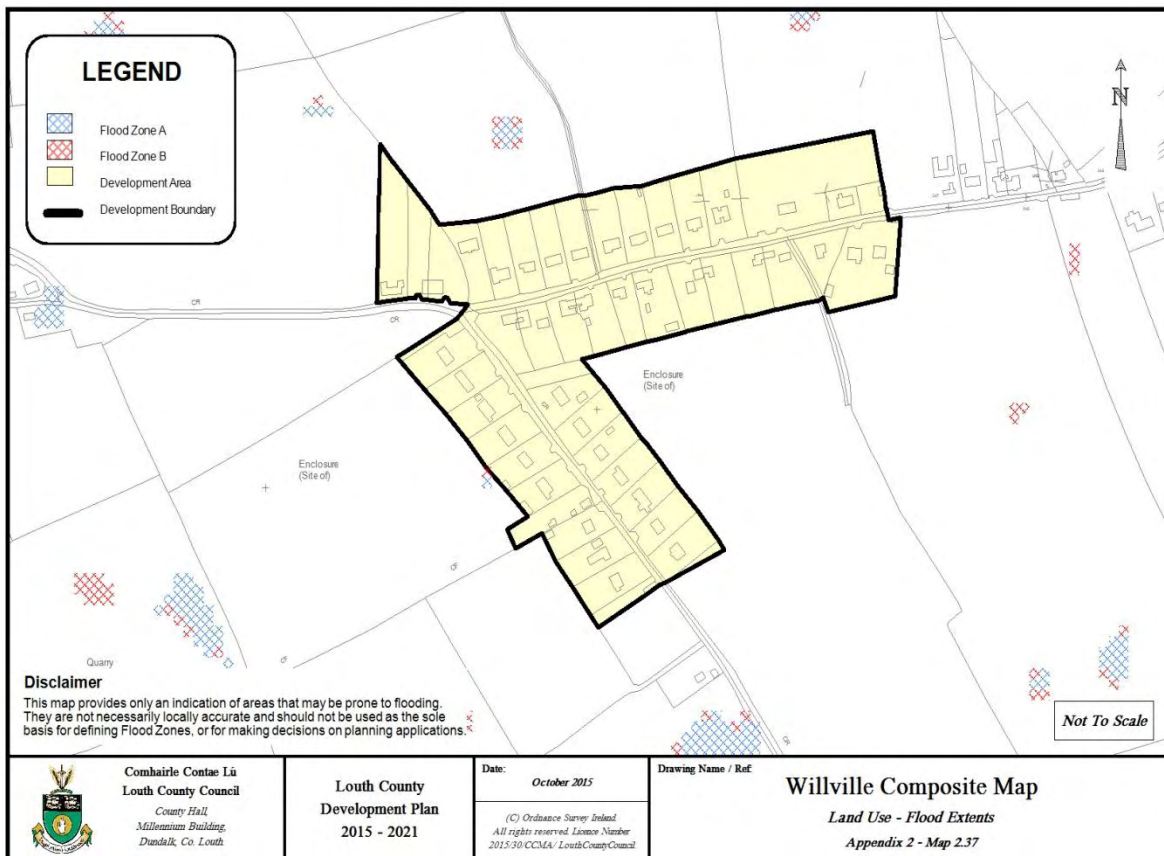 LEGEND
Flood Zone A
Flood Zone B
Development Area
Development Boundary
N
CR
CR
Enclosure
(Site of)
Enclosure
(Site of)
CR
CF
CF
CR
Quarry
Disclaimer
This map provides only an indication of areas that may be prone to flooding.
They are not necessarily locally accurate and should not be used as the sole
basis for defining Flood Zones, or for making decisions on planning applications.
Not To Scale
Comhairle Contae Lú
Louth County Council
County Hall,
Millennium Building,
Dundalk, Co. Louth
Louth County
Development Plan
2015 - 2021
Date:
October 2015
(C) Ordnance Survey Ireland
All rights reserved. Licence Number
2015/30/CCMA/ LouthCountyCouncil
Drawing Name / Ref:
Willville Composite Map
Land Use - Flood Extents
Appendix 2 - Map 2.37